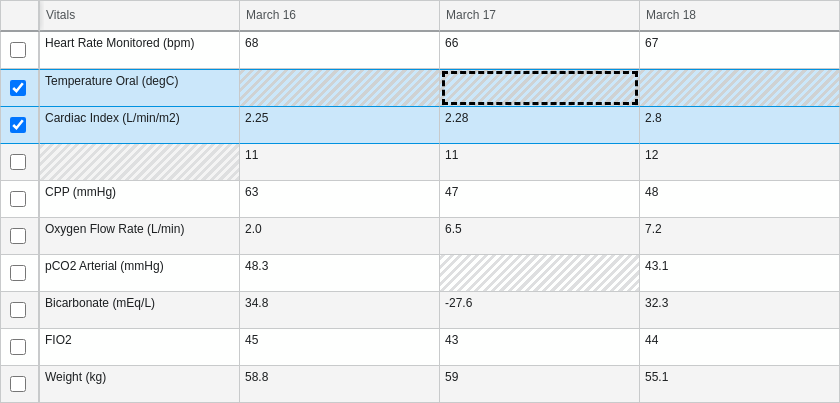 Vitals March 16 March 17 March 18
Heart Rate Monitored (bpm) 68 66 67
Temperature Oral (degC)
Cardiac Index (L/min/m2) 2.25 2.28 2.8
11 11 12
CPP (mmHg) 63 47 48
Oxygen Flow Rate (L/min) 2.0 6.5 7.2
pCO2 Arterial (mmHg) 48.3 43.1
Bicarbonate (mEq/L) 34.8 -27.6 32.3
FIO2 45 43 44
Weight (kg) 58.8 59 55.1